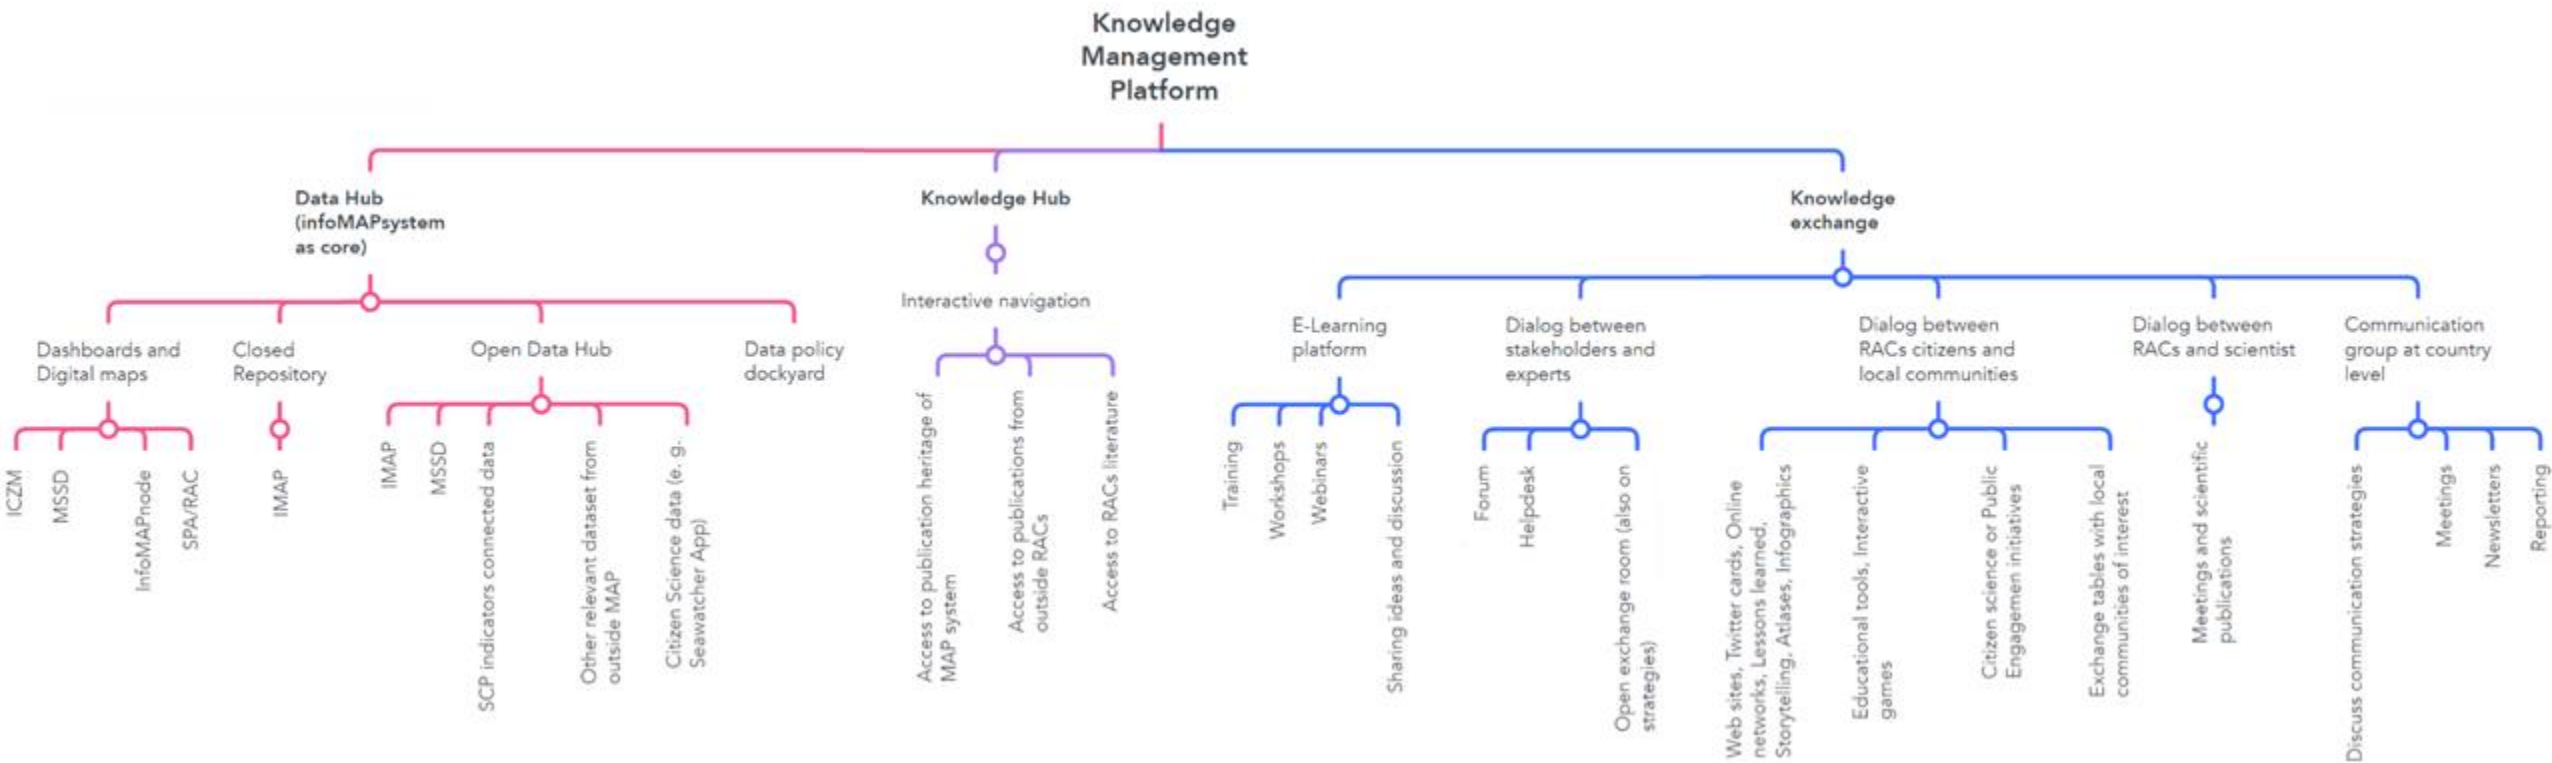 Knowledge
Management
Platform
Data Hub
(infoMAPsystem
as core)
Knowledge Hub
Knowledge
exchange
Interactive navigation
Dashboards and
Digital maps
Closed
Repository
Open Data Hub
Data policy
dockyard
E-Learning
platform
Dialog between
stakeholders and
experts
Dialog between
RACs citizens and
local communities
Dialog between
RACs and scientist
Communication
group at country
level
ICZM
MSSD
InfoMAPnode
SPA/RAC
IMAP
IMAP
MSSD
SCP indicators connected data
Other relevant dataset from
outside MAP
Citizen Science data (e. g.
Seawatcher App)
Access to publication heritage of
MAP system
Access to publications from
outside RACs
Access to RACs literature
Training
Workshops
Webinars
Sharing ideas and discussion
Forum
Helpdesk
Open exchange room (also on
strategies)
Web sites, Twitter cards, Online
networks, Lessons learned,
Storytelling, Atlases, Infographics
Educational tools, Interactive
games
Citizen science or Public
Engagemen initiatives
Exchange tables with local
communities of interest
Meetings and scientific
publications
Discuss communication strategies
Meetings
Newsletters
Reporting